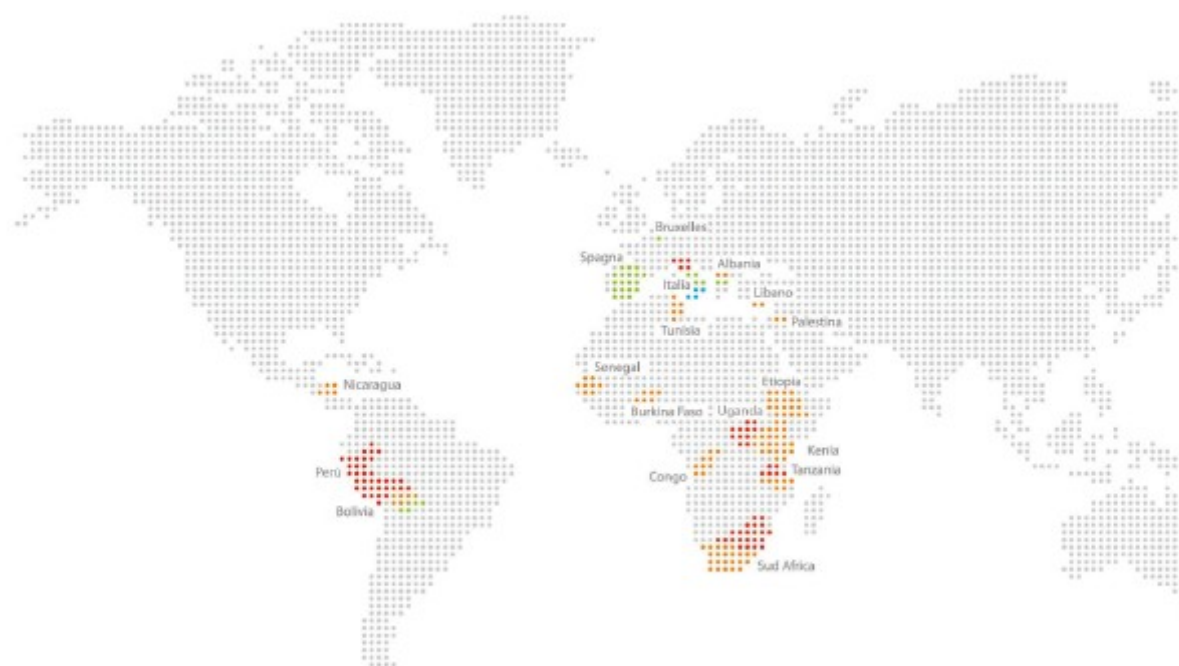 Bruxelles
Spagna
Albania
Italia
Libano
Tunisia
Palestina
Senegal
Nicaragua
Etiopia
Burkina Faso
Uganda
Kenia
Perù
Congo
Tanzania
Bolivia
Sud Africa